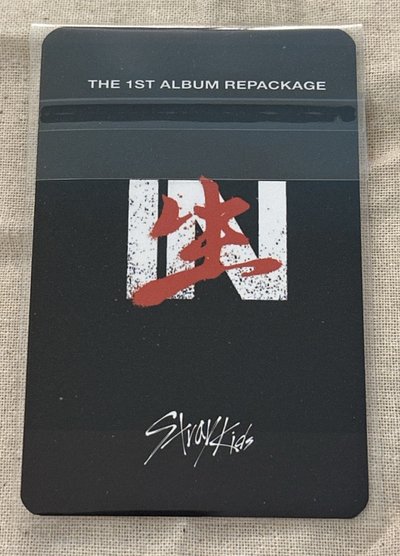 THE 1ST ALBUM REPACKAGE
IN生
Stray Kids